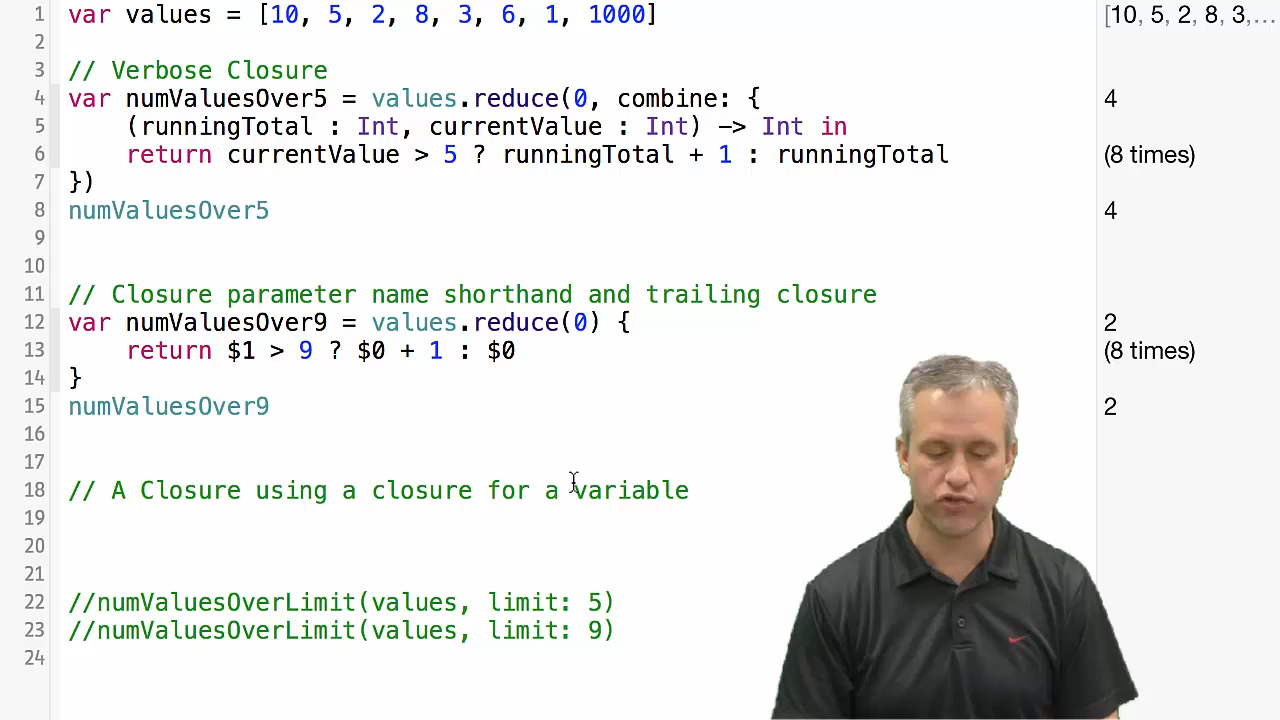 1 var values = [10, 5, 2, 8, 3, 6, 1, 1000] [10, 5, 2, 8, 3,...
2
3 // Verbose Closure
4 var numValuesOver5 = values.reduce(0, combine: { 4
5 (runningTotal : Int, currentValue : Int) -> Int in
6 return currentValue > 5 ? runningTotal + 1 : runningTotal (8 times)
7 })
8 numValuesOver5 4
9
10
11 // Closure parameter name shorthand and trailing closure
12 var numValuesOver9 = values.reduce(0) { 2
13 return $1 > 9 ? $0 + 1 : $0 (8 times)
14 }
15 numValuesOver9 2
16
17
18 // A Closure using a closure for a variable
19
20
21
22 //numValuesOverLimit(values, limit: 5)
23 //numValuesOverLimit(values, limit: 9)
24